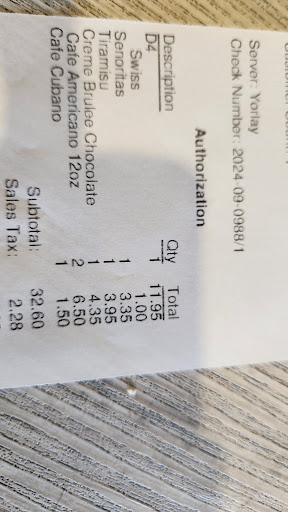 Server: Yorlay
Check Number: 2024-09-0988/1
Authorization
Description Qty Total
D4 1 11.95
Swiss 1.00
Senoritas 1 3.35
Tiramisu 1 3.95
Creme Brulee Chocolate 1 4.35
Cafe Americano 12oz 2 6.50
Cafe Cubano 1 1.50
Subtotal: 32.60
Sales Tax: 2.28